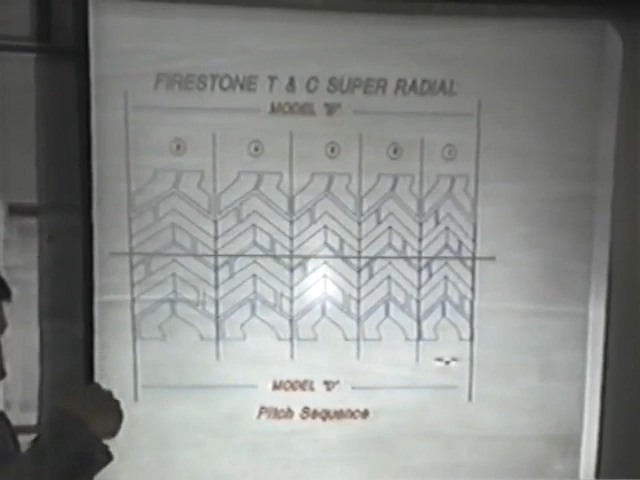 FIRESTONE T & C SUPER RADIAL
MODEL "B"
MODEL "D"
Pitch Sequence